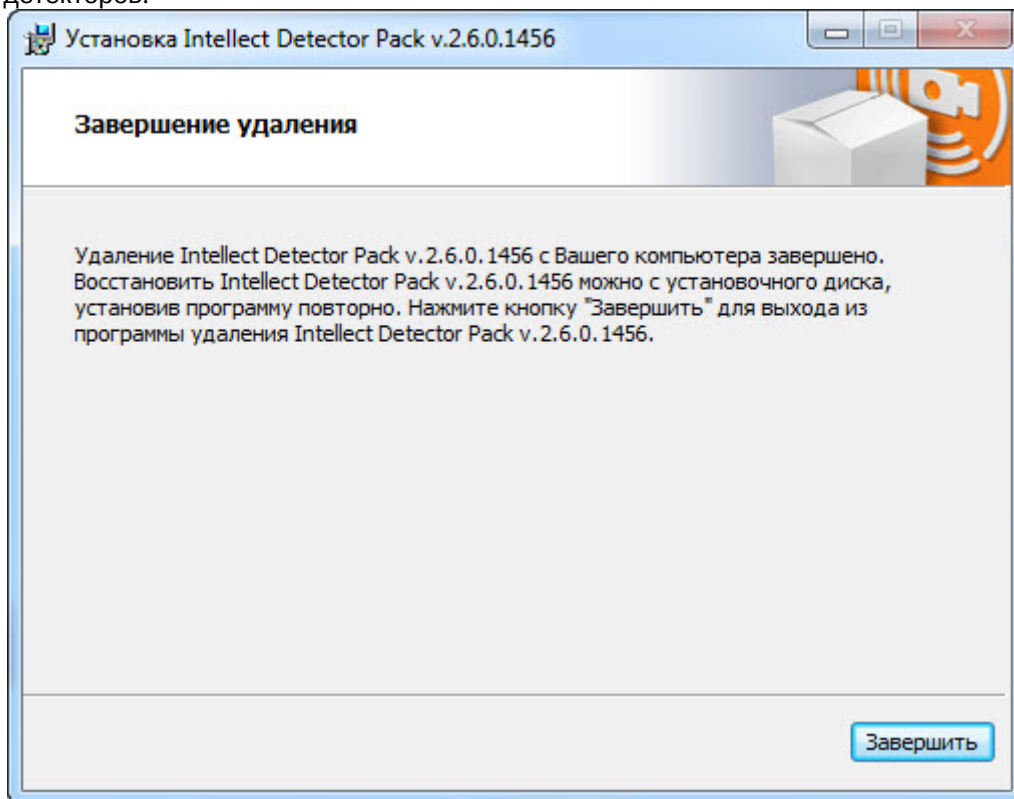 детекторов.
Установка Intellect Detector Pack v.2.6.0.1456
Завершение удаления
Удаление Intellect Detector Pack v.2.6.0.1456 с Вашего компьютера завершено.
Восстановить Intellect Detector Pack v.2.6.0.1456 можно с установочного диска,
установив программу повторно. Нажмите кнопку "Завершить" для выхода из
программы удаления Intellect Detector Pack v.2.6.0.1456.
Завершить